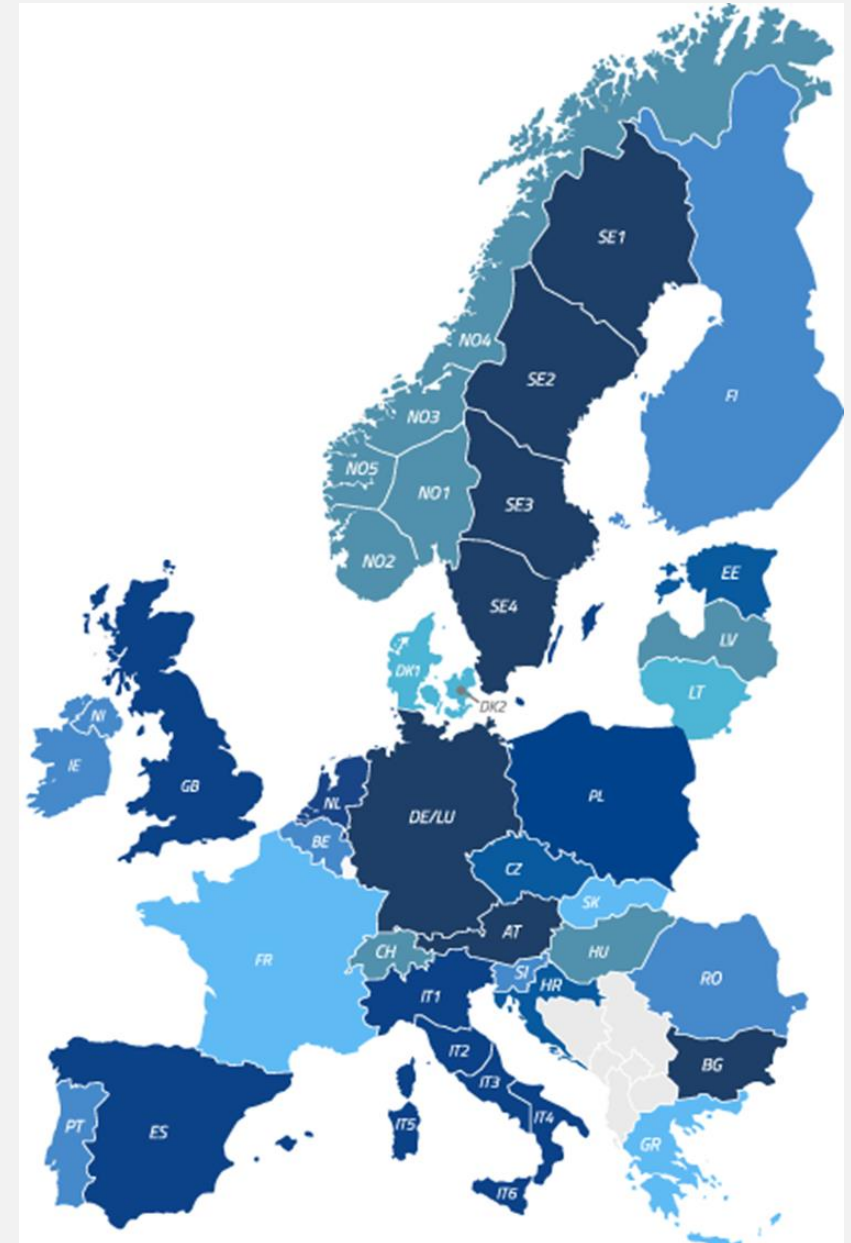 SE1
NO4
SE2
FI
NO3
NO5
NO1
SE3
NO2
EE
SE4
LV
DK1
LT
DK2
NI
IE
GB
NL
PL
DE/LU
BE
CZ
SK
AT
CH
HU
FR
SI
RO
HR
IT1
IT2
BG
IT3
IT4
PT
IT5
ES
GR
IT6